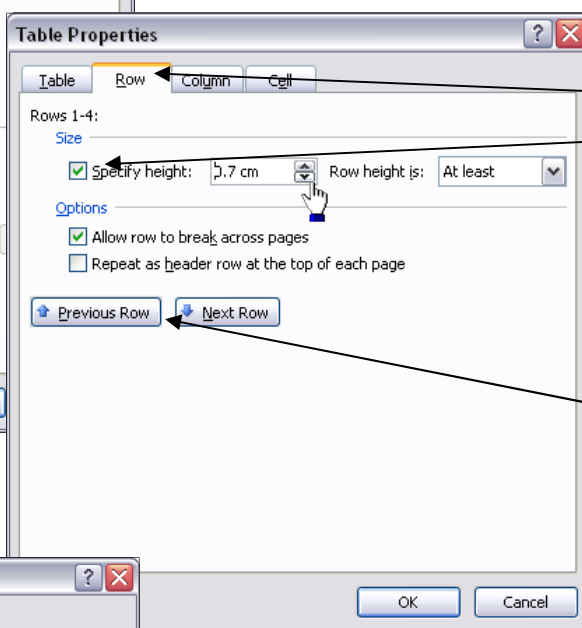 Table Properties
Table Row Column Cell
Rows 1-4:
Size
Specify height: 0.7 cm Row height is: At least
Options
Allow row to break across pages
Repeat as header row at the top of each page
Previous Row Next Row
OK Cancel